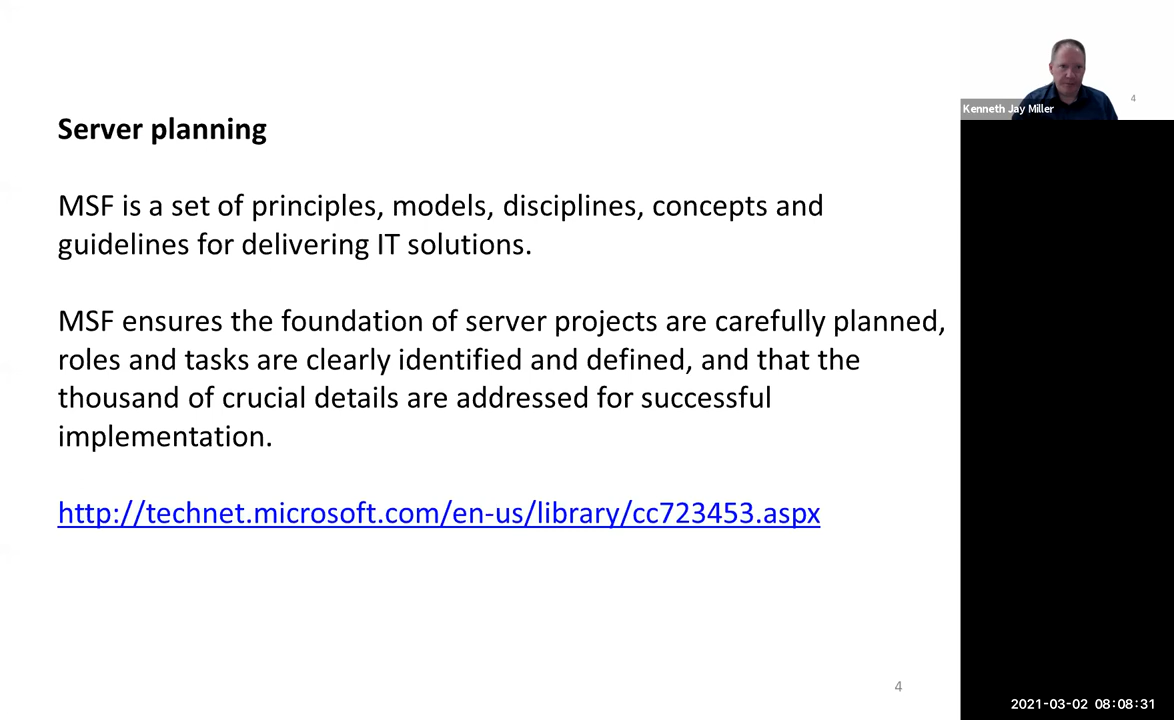 Server planning
MSF is a set of principles, models, disciplines, concepts and
guidelines for delivering IT solutions.
MSF ensures the foundation of server projects are carefully planned,
roles and tasks are clearly identified and defined, and that the
thousand of crucial details are addressed for successful
implementation.
http://technet.microsoft.com/en-us/library/cc723453.aspx
4
Kenneth Jay Miller
4
2021-03-02 08:08:31